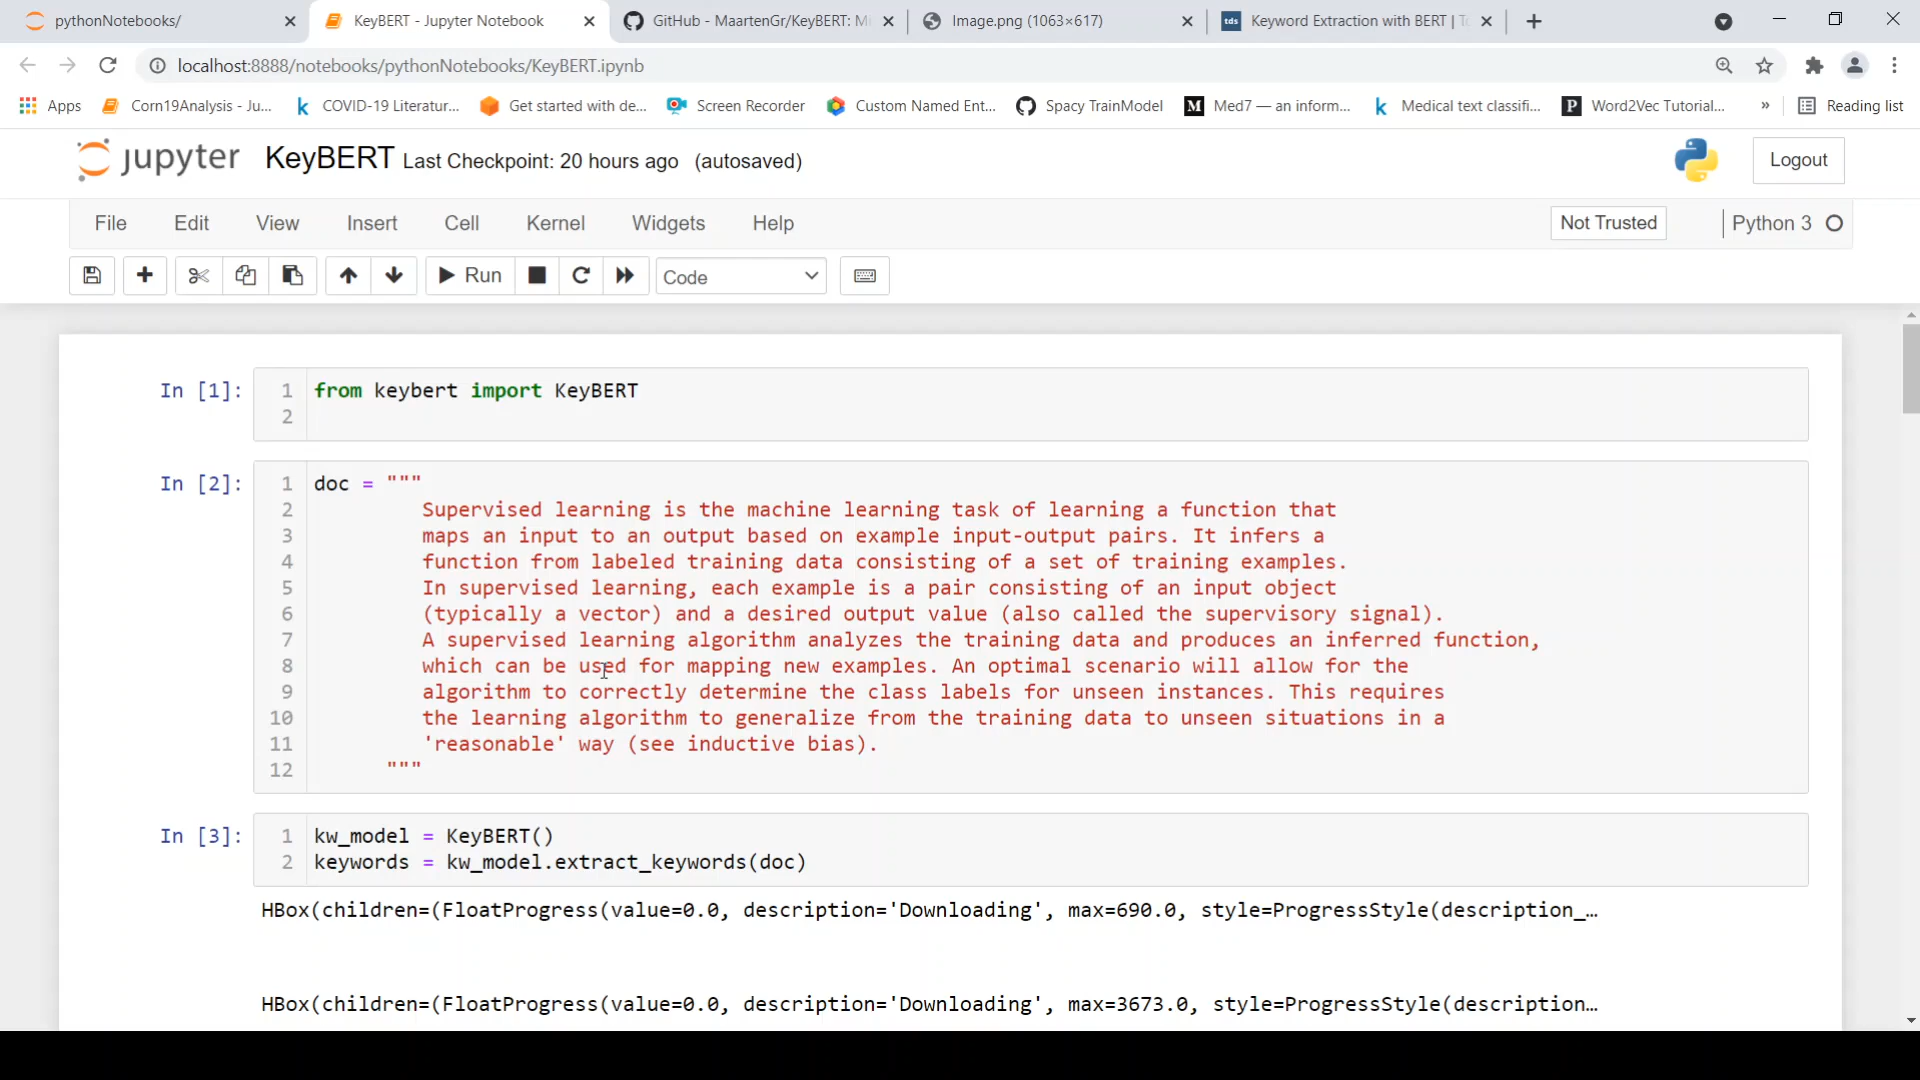 pythonNotebooks/
KeyBERT - Jupyter Notebook
GitHub - MaartenGr/KeyBERT: Mi
Image.png (1063×617)
tds Keyword Extraction with BERT | To
localhost:8888/notebooks/pythonNotebooks/KeyBERT.ipynb
Apps
Corn19Analysis - Ju...
COVID-19 Literatur...
Get started with de...
Screen Recorder
Custom Named Ent...
Spacy TrainModel
Med7 — an inform...
Medical text classifi...
Word2Vec Tutorial...
»
Reading list
jupyter KeyBERT Last Checkpoint: 20 hours ago (autosaved)
Logout
File Edit View Insert Cell Kernel Widgets Help
Not Trusted
Python 3
Run
Code
In [1]:
1 from keybert import KeyBERT
2
In [2]:
1 doc = """
2 Supervised learning is the machine learning task of learning a function that
3 maps an input to an output based on example input-output pairs. It infers a
4 function from labeled training data consisting of a set of training examples.
5 In supervised learning, each example is a pair consisting of an input object
6 (typically a vector) and a desired output value (also called the supervisory signal).
7 A supervised learning algorithm analyzes the training data and produces an inferred function,
8 which can be used for mapping new examples. An optimal scenario will allow for the
9 algorithm to correctly determine the class labels for unseen instances. This requires
10 the learning algorithm to generalize from the training data to unseen situations in a
11 'reasonable' way (see inductive bias).
12 """
In [3]:
1 kw_model = KeyBERT()
2 keywords = kw_model.extract_keywords(doc)
HBox(children=(FloatProgress(value=0.0, description='Downloading', max=690.0, style=ProgressStyle(description_…
HBox(children=(FloatProgress(value=0.0, description='Downloading', max=3673.0, style=ProgressStyle(description…